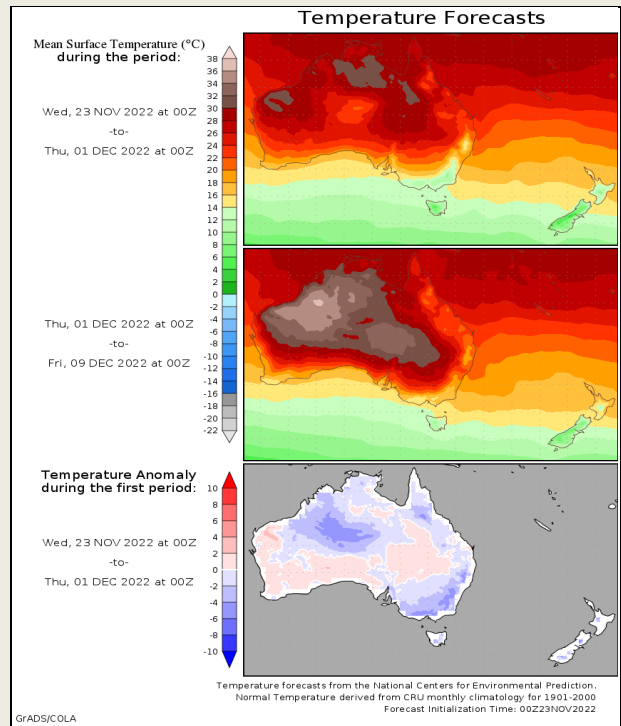 Temperature Forecasts
Mean Surface Temperature (°C)
during the period:
Wed, 23 NOV 2022 at 00Z
-to-
Thu, 01 DEC 2022 at 00Z
38
36
34
32
30
28
26
24
22
20
18
16
14
12
10
8
6
4
2
0
-2
-4
-6
-8
-10
-12
-14
-16
-18
-20
-22
Thu, 01 DEC 2022 at 00Z
-to-
Fri, 09 DEC 2022 at 00Z
Temperature Anomaly
during the first period:
Wed, 23 NOV 2022 at 00Z
-to-
Thu, 01 DEC 2022 at 00Z
10
8
6
4
2
0
-2
-4
-6
-8
-10
Temperature forecasts from the National Centers for Environmental Prediction.
Normal Temperature derived from CRU monthly climatology for 1901-2000
Forecast Initialization Time: 00Z23NOV2022
GrADS/COLA